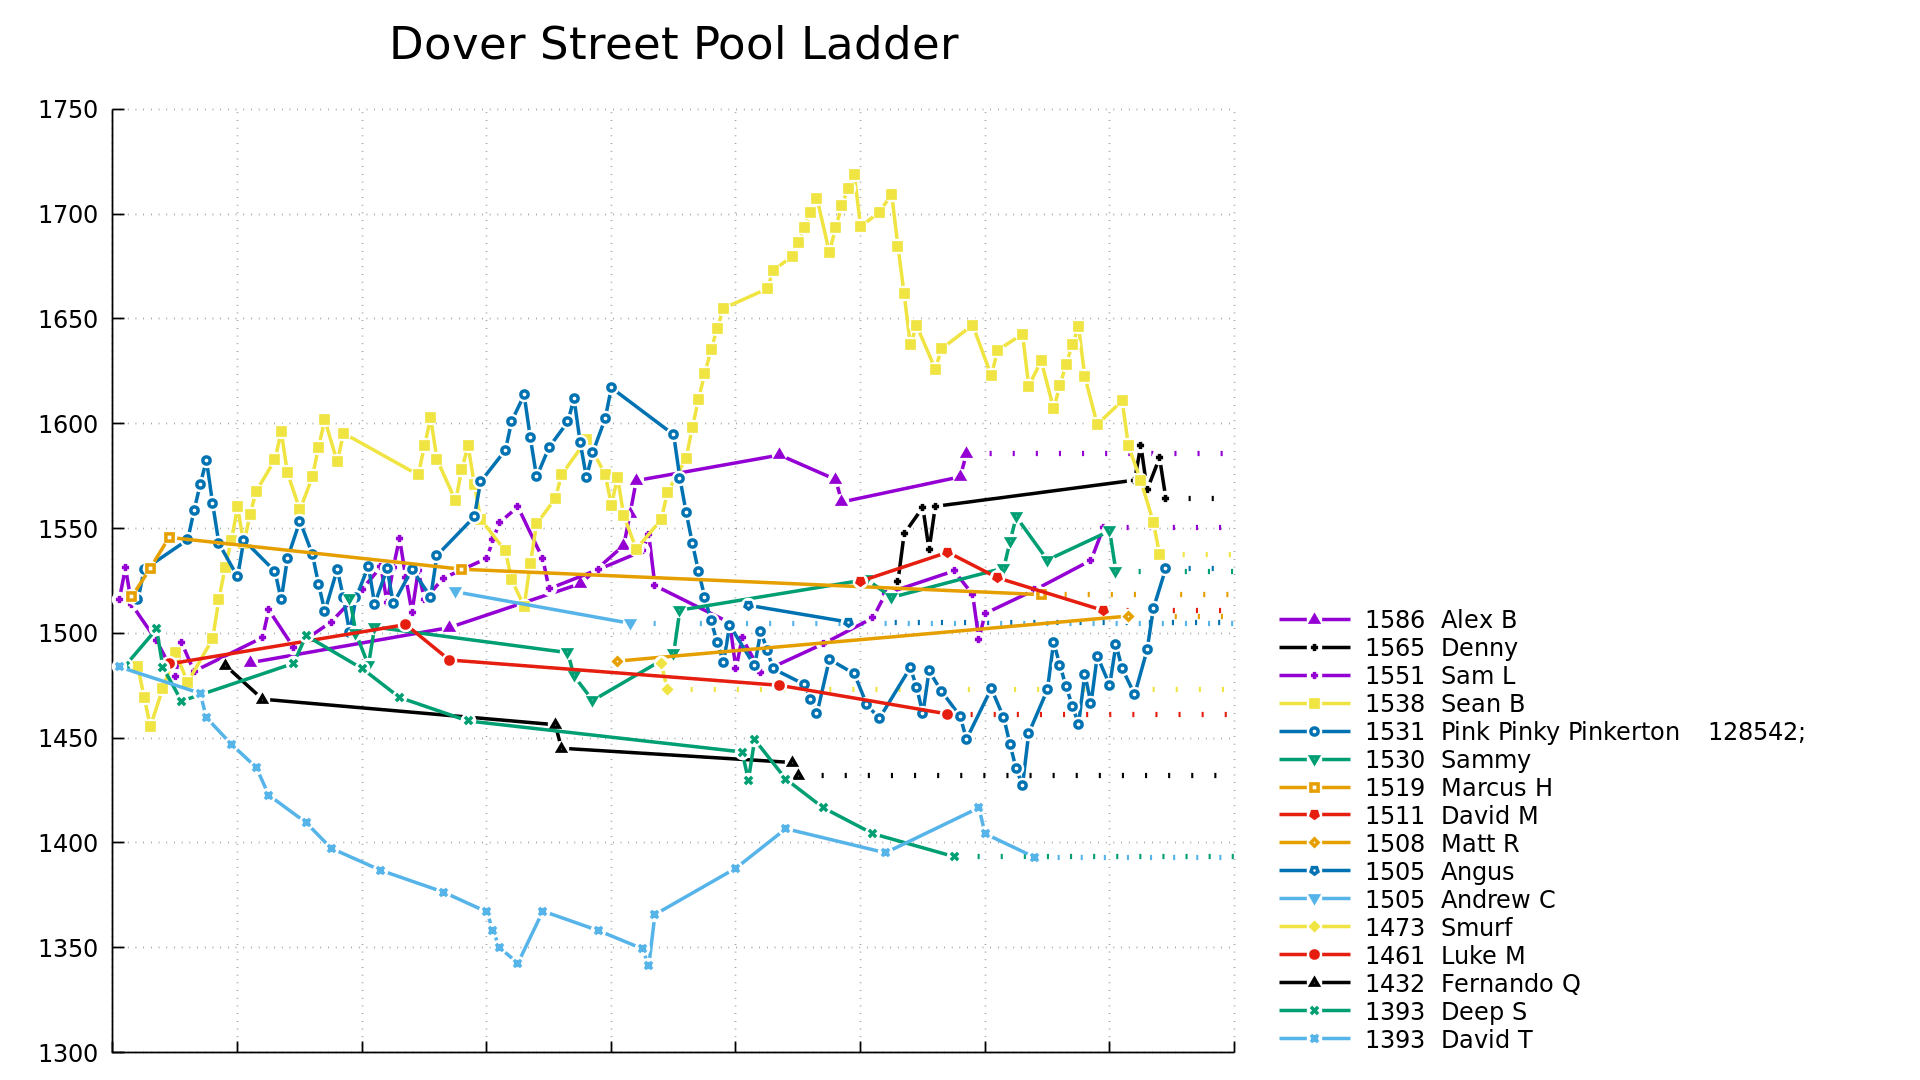 Dover Street Pool Ladder
1750
1700
1650
1600
1550
1500
1450
1400
1350
1300
1586 Alex B
1565 Denny
1551 Sam L
1538 Sean B
1531 Pink Pinky Pinkerton 128542;
1530 Sammy
1519 Marcus H
1511 David M
1508 Matt R
1505 Angus
1505 Andrew C
1473 Smurf
1461 Luke M
1432 Fernando Q
1393 Deep S
1393 David T